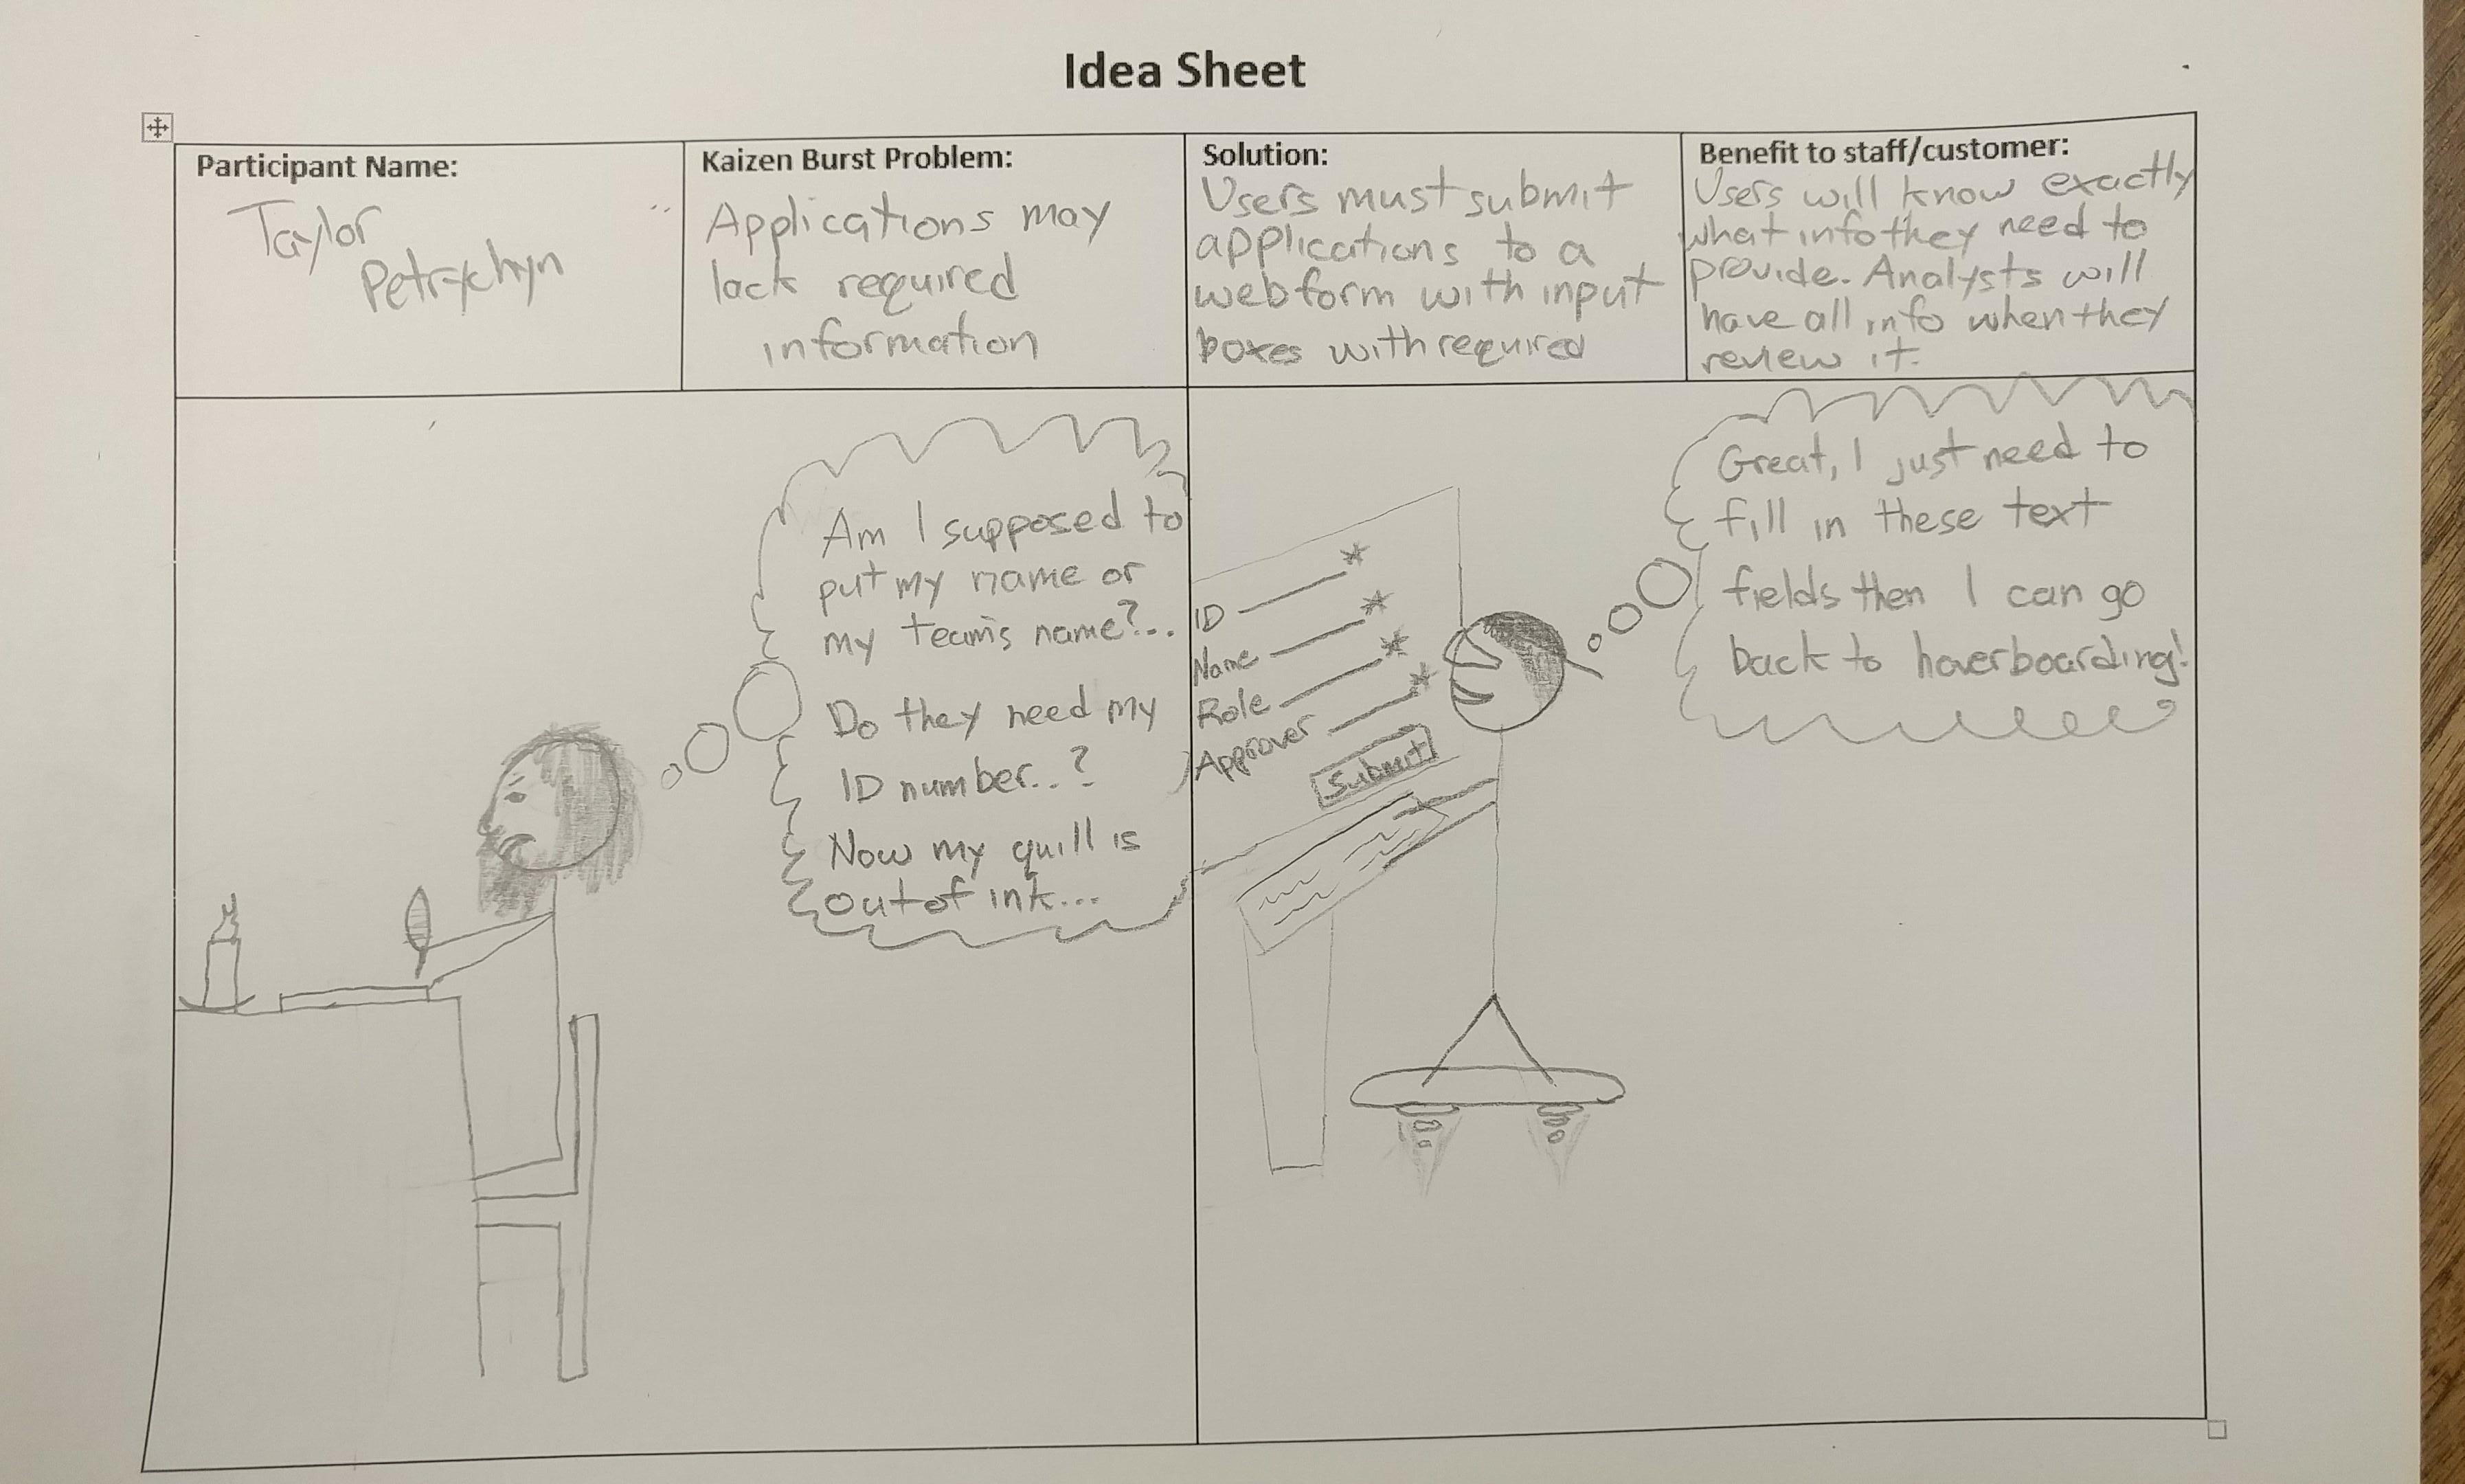 Idea Sheet
Participant Name:
Taylor
Petrychyn
Kaizen Burst Problem:
Applications may
lack required
information
Solution:
Users must submit
applications to a
webform with input
boxes with required
Benefit to staff/customer:
Users will know exactly
what info they need to
provide. Analysts will
have all info when they
review it.
Am I supposed to
put my name or
my team's name?...
Do they need my
ID number..?
Now my quill is
out of ink...
ID *
Name *
Role *
Approver *
Submit
Great, I just need to
fill in these text
fields then I can go
back to hoverboarding!